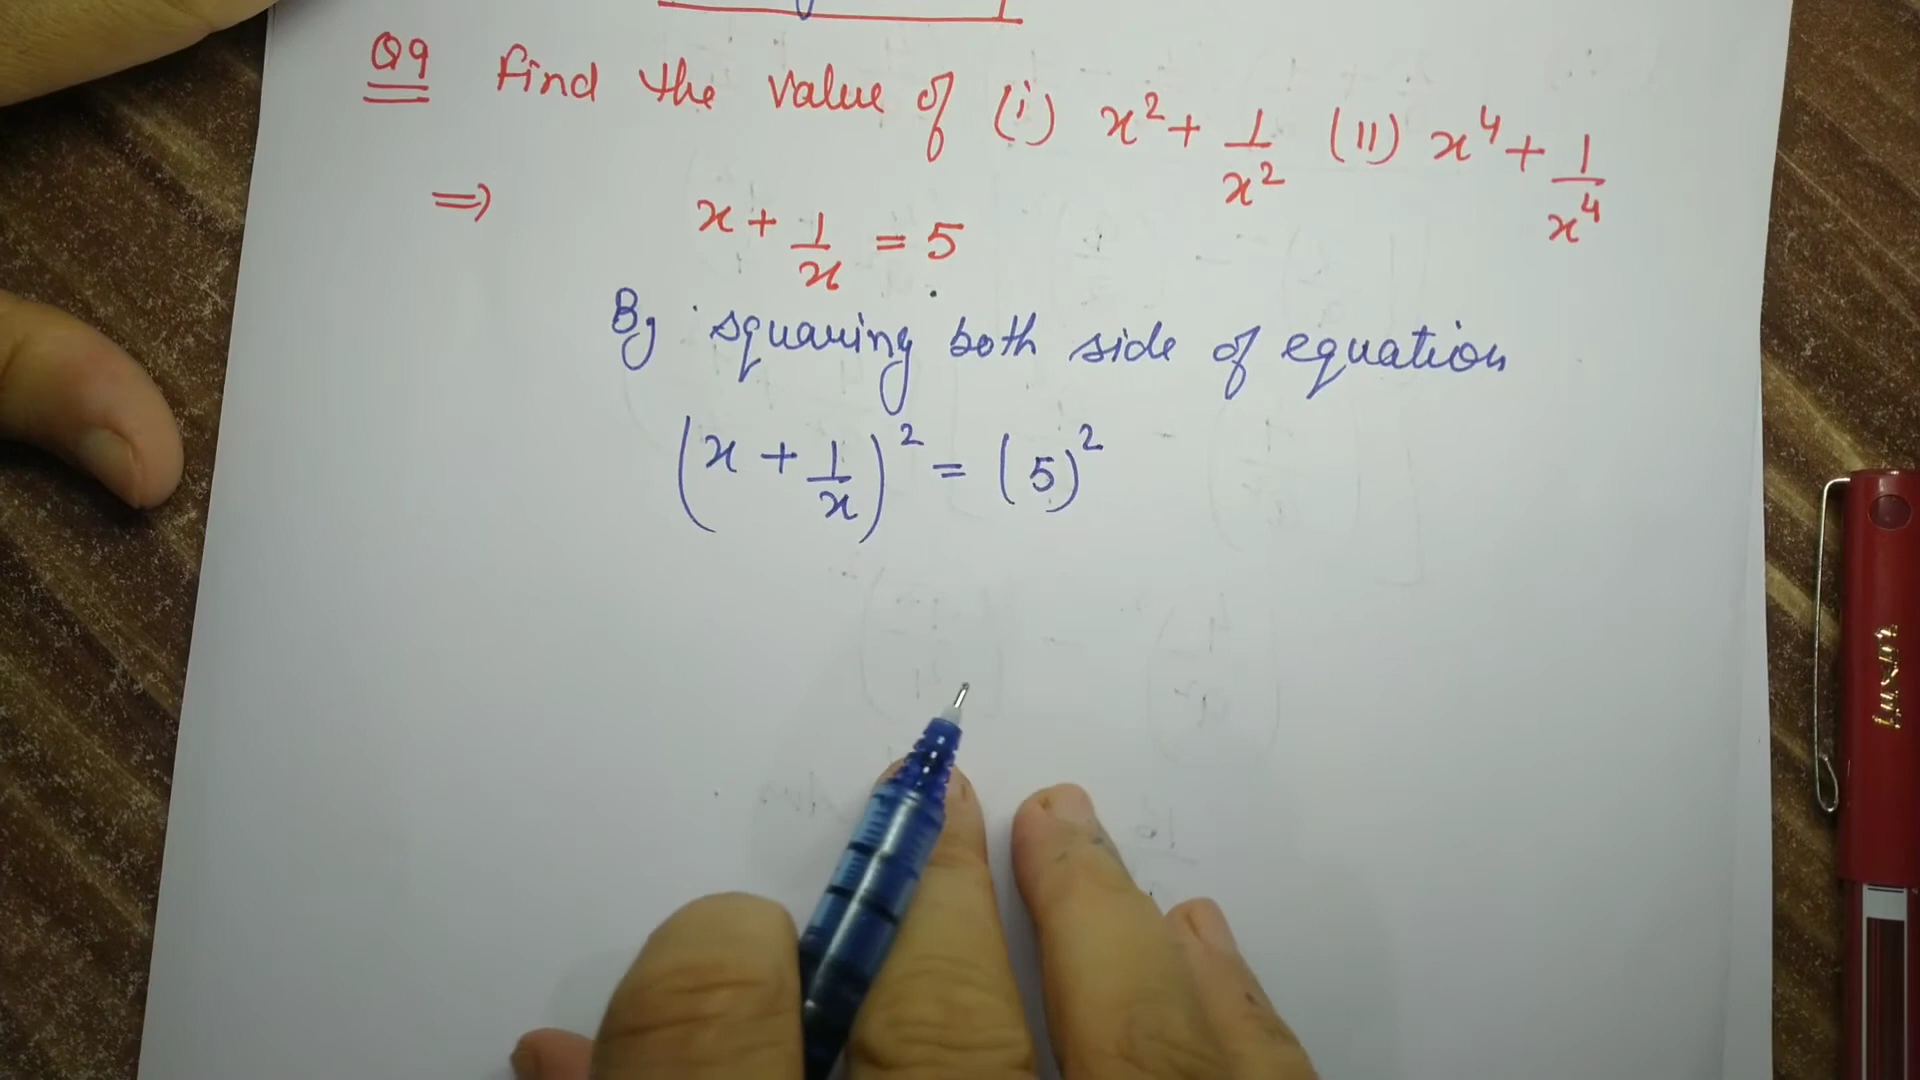 Q9 Find the value of (i) x² + 1/x² (II) x⁴ + 1/x⁴
⇒ x + 1/x = 5
By squaring both side of equation
(x + 1/x)² = (5)²
Luxor